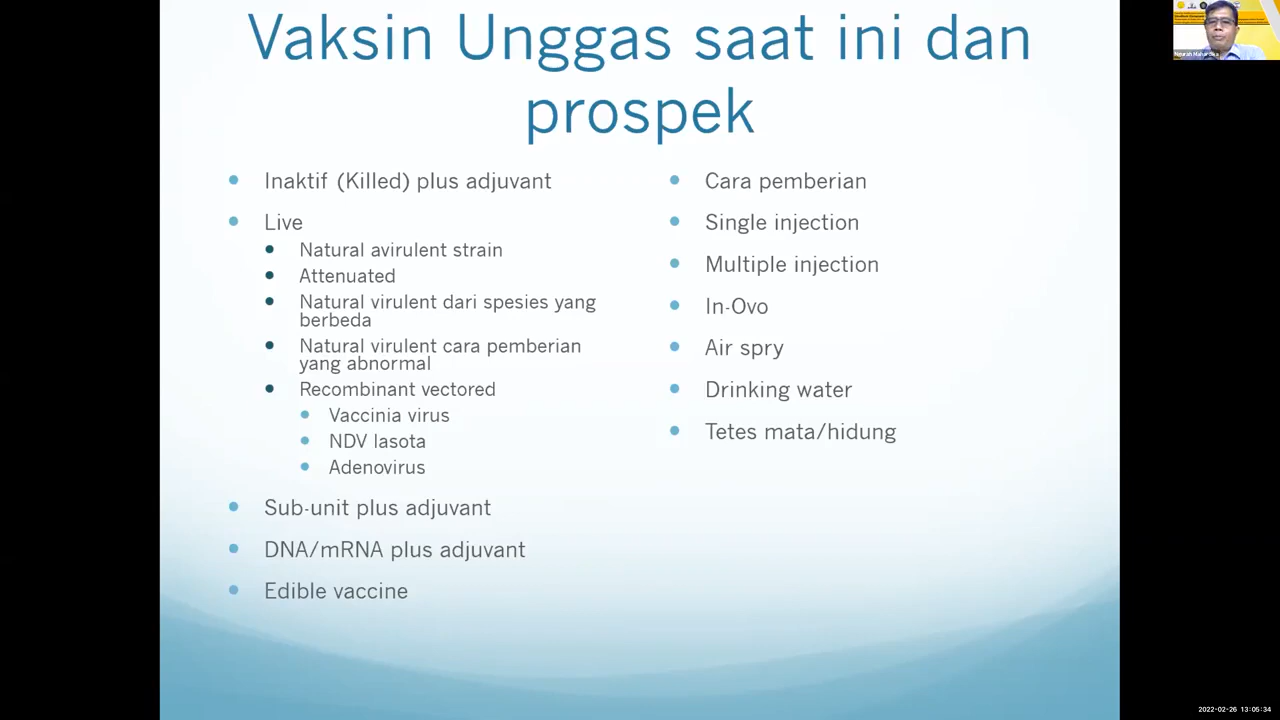 Vaksin Unggas saat ini dan
prospek
Inaktif (Killed) plus adjuvant
Live
Natural avirulent strain
Attenuated
Natural virulent dari spesies yang
berbeda
Natural virulent cara pemberian
yang abnormal
Recombinant vectored
Vaccinia virus
NDV lasota
Adenovirus
Sub-unit plus adjuvant
DNA/mRNA plus adjuvant
Edible vaccine
Cara pemberian
Single injection
Multiple injection
In-Ovo
Air spry
Drinking water
Tetes mata/hidung
Ngurah Mahardika
2022-02-26 13:05:34